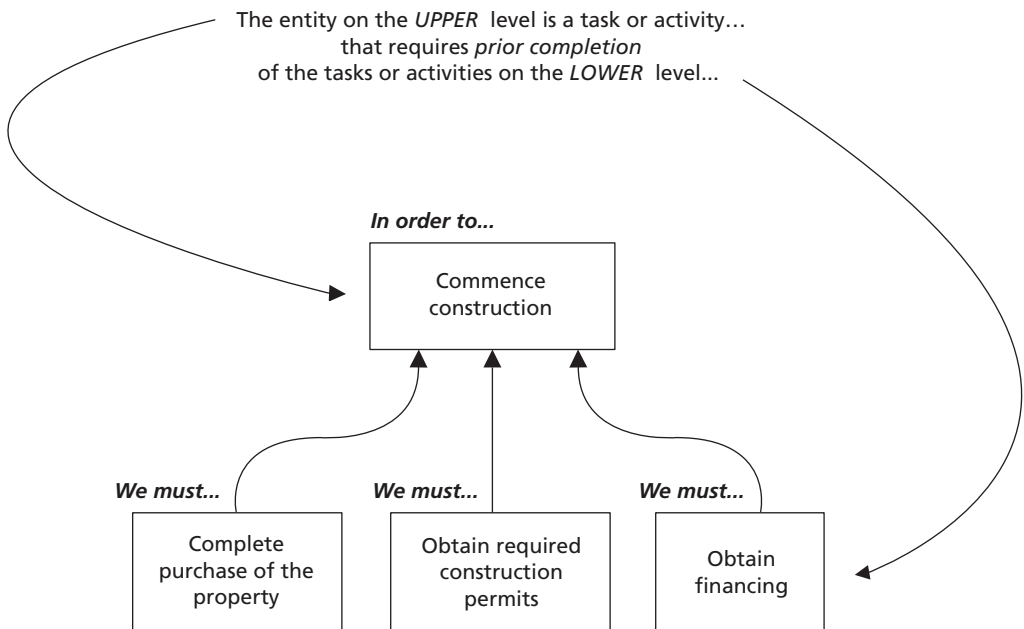 The entity on the UPPER level is a task or activity…
that requires prior completion
of the tasks or activities on the LOWER level...
In order to...
Commence
construction
We must...
Complete
purchase of the
property
We must...
Obtain required
construction
permits
We must...
Obtain
financing